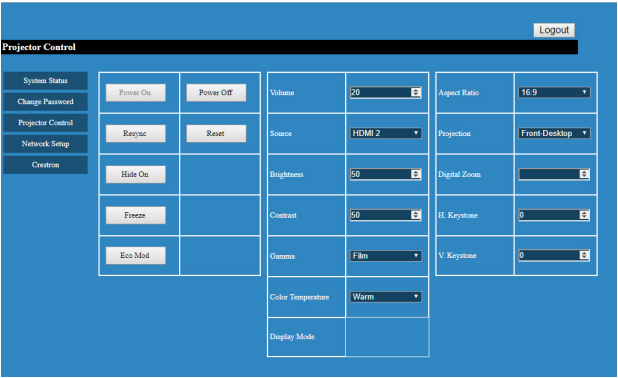 Logout
Projector Control
System Status
Change Password
Projector Control
Network Setup
Crestron
Power On
Power Off
Resync
Reset
Hide On
Freeze
Eco Mod
Volume
20
Source
HDMI 2
Brightness
50
Contrast
50
Gamma
Film
Color Temperature
Warm
Display Mode
Aspect Ratio
16:9
Projection
Front-Desktop
Digital Zoom
H. Keystone
0
V. Keystone
0